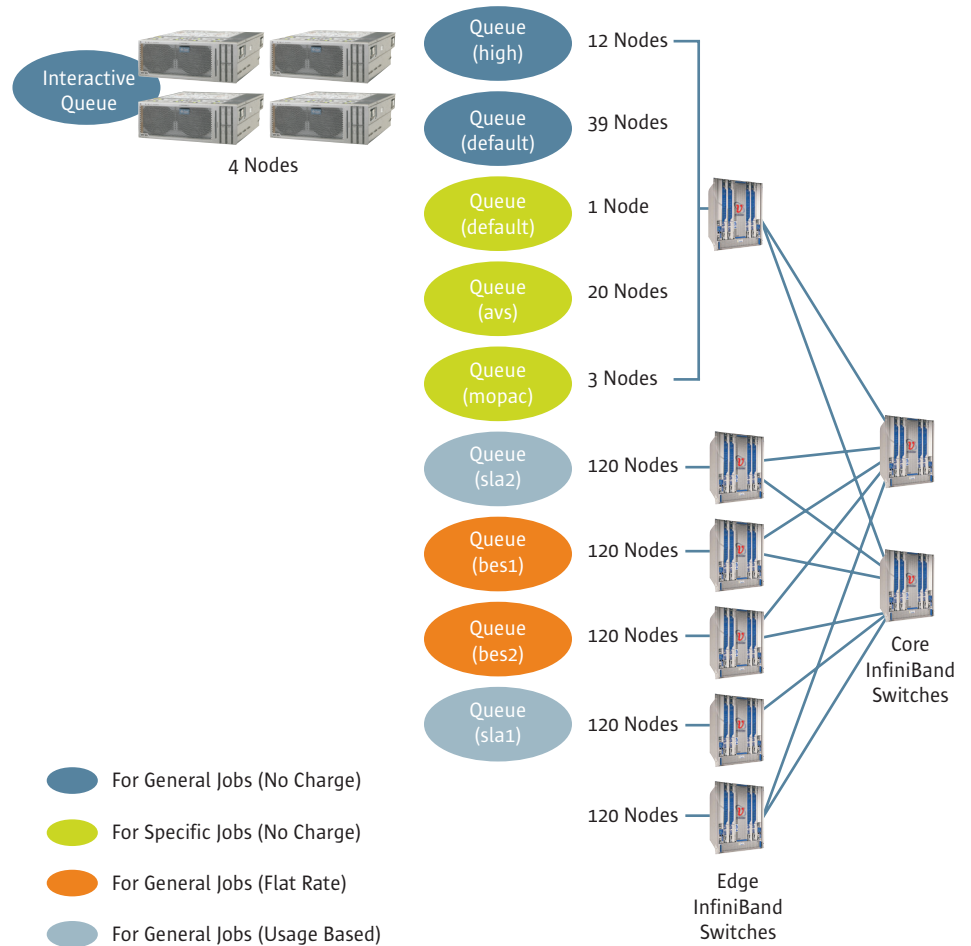 Interactive
Queue
4 Nodes
Queue
(high)
12 Nodes
Queue
(default)
39 Nodes
Queue
(default)
1 Node
Queue
(avs)
20 Nodes
Queue
(mopac)
3 Nodes
Queue
(sla2)
120 Nodes
Queue
(bes1)
120 Nodes
Queue
(bes2)
120 Nodes
Queue
(sla1)
120 Nodes
120 Nodes
Core
InfiniBand
Switches
Edge
InfiniBand
Switches
For General Jobs (No Charge)
For Specific Jobs (No Charge)
For General Jobs (Flat Rate)
For General Jobs (Usage Based)